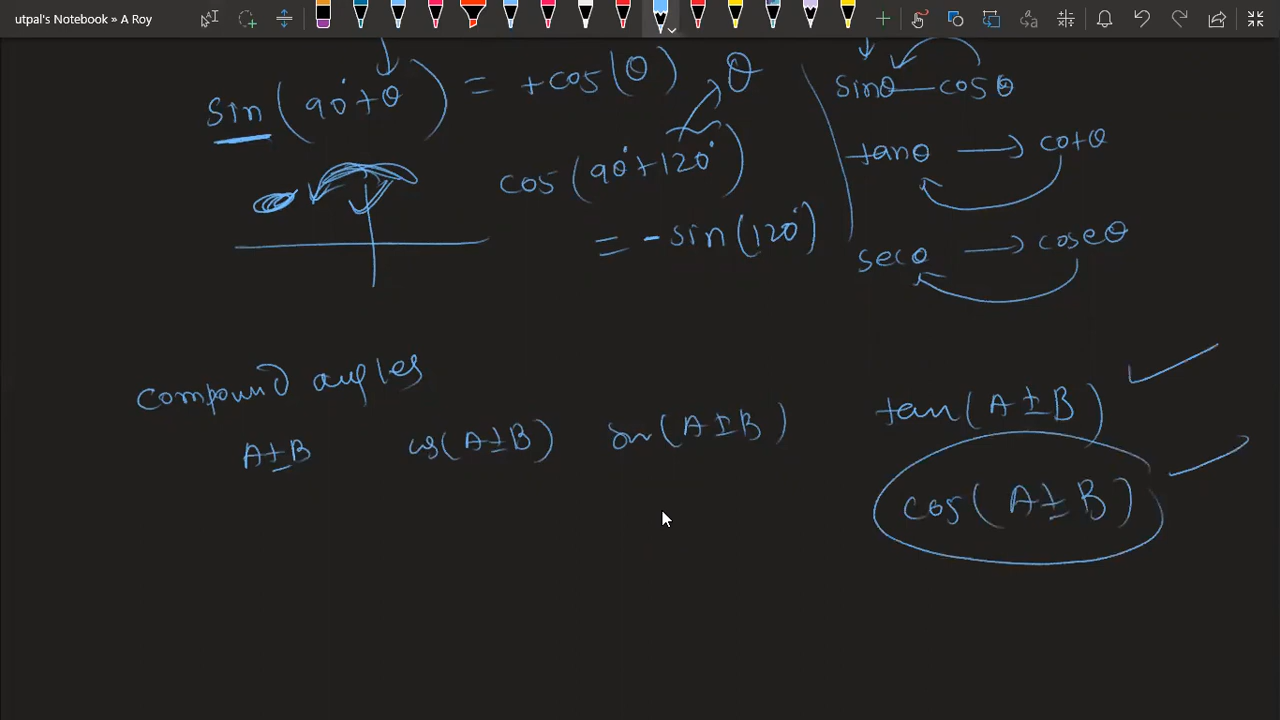 utpal's Notebook » A Roy
sin(90°+θ) = +cos(θ)
θ
cos(90°+120°)
= -sin(120°)
sinθ — cosθ
tanθ → cotθ
secθ → cosecθ
compound angles
A±B cos(A±B) sin(A±B) tan(A±B)
cos(A±B)